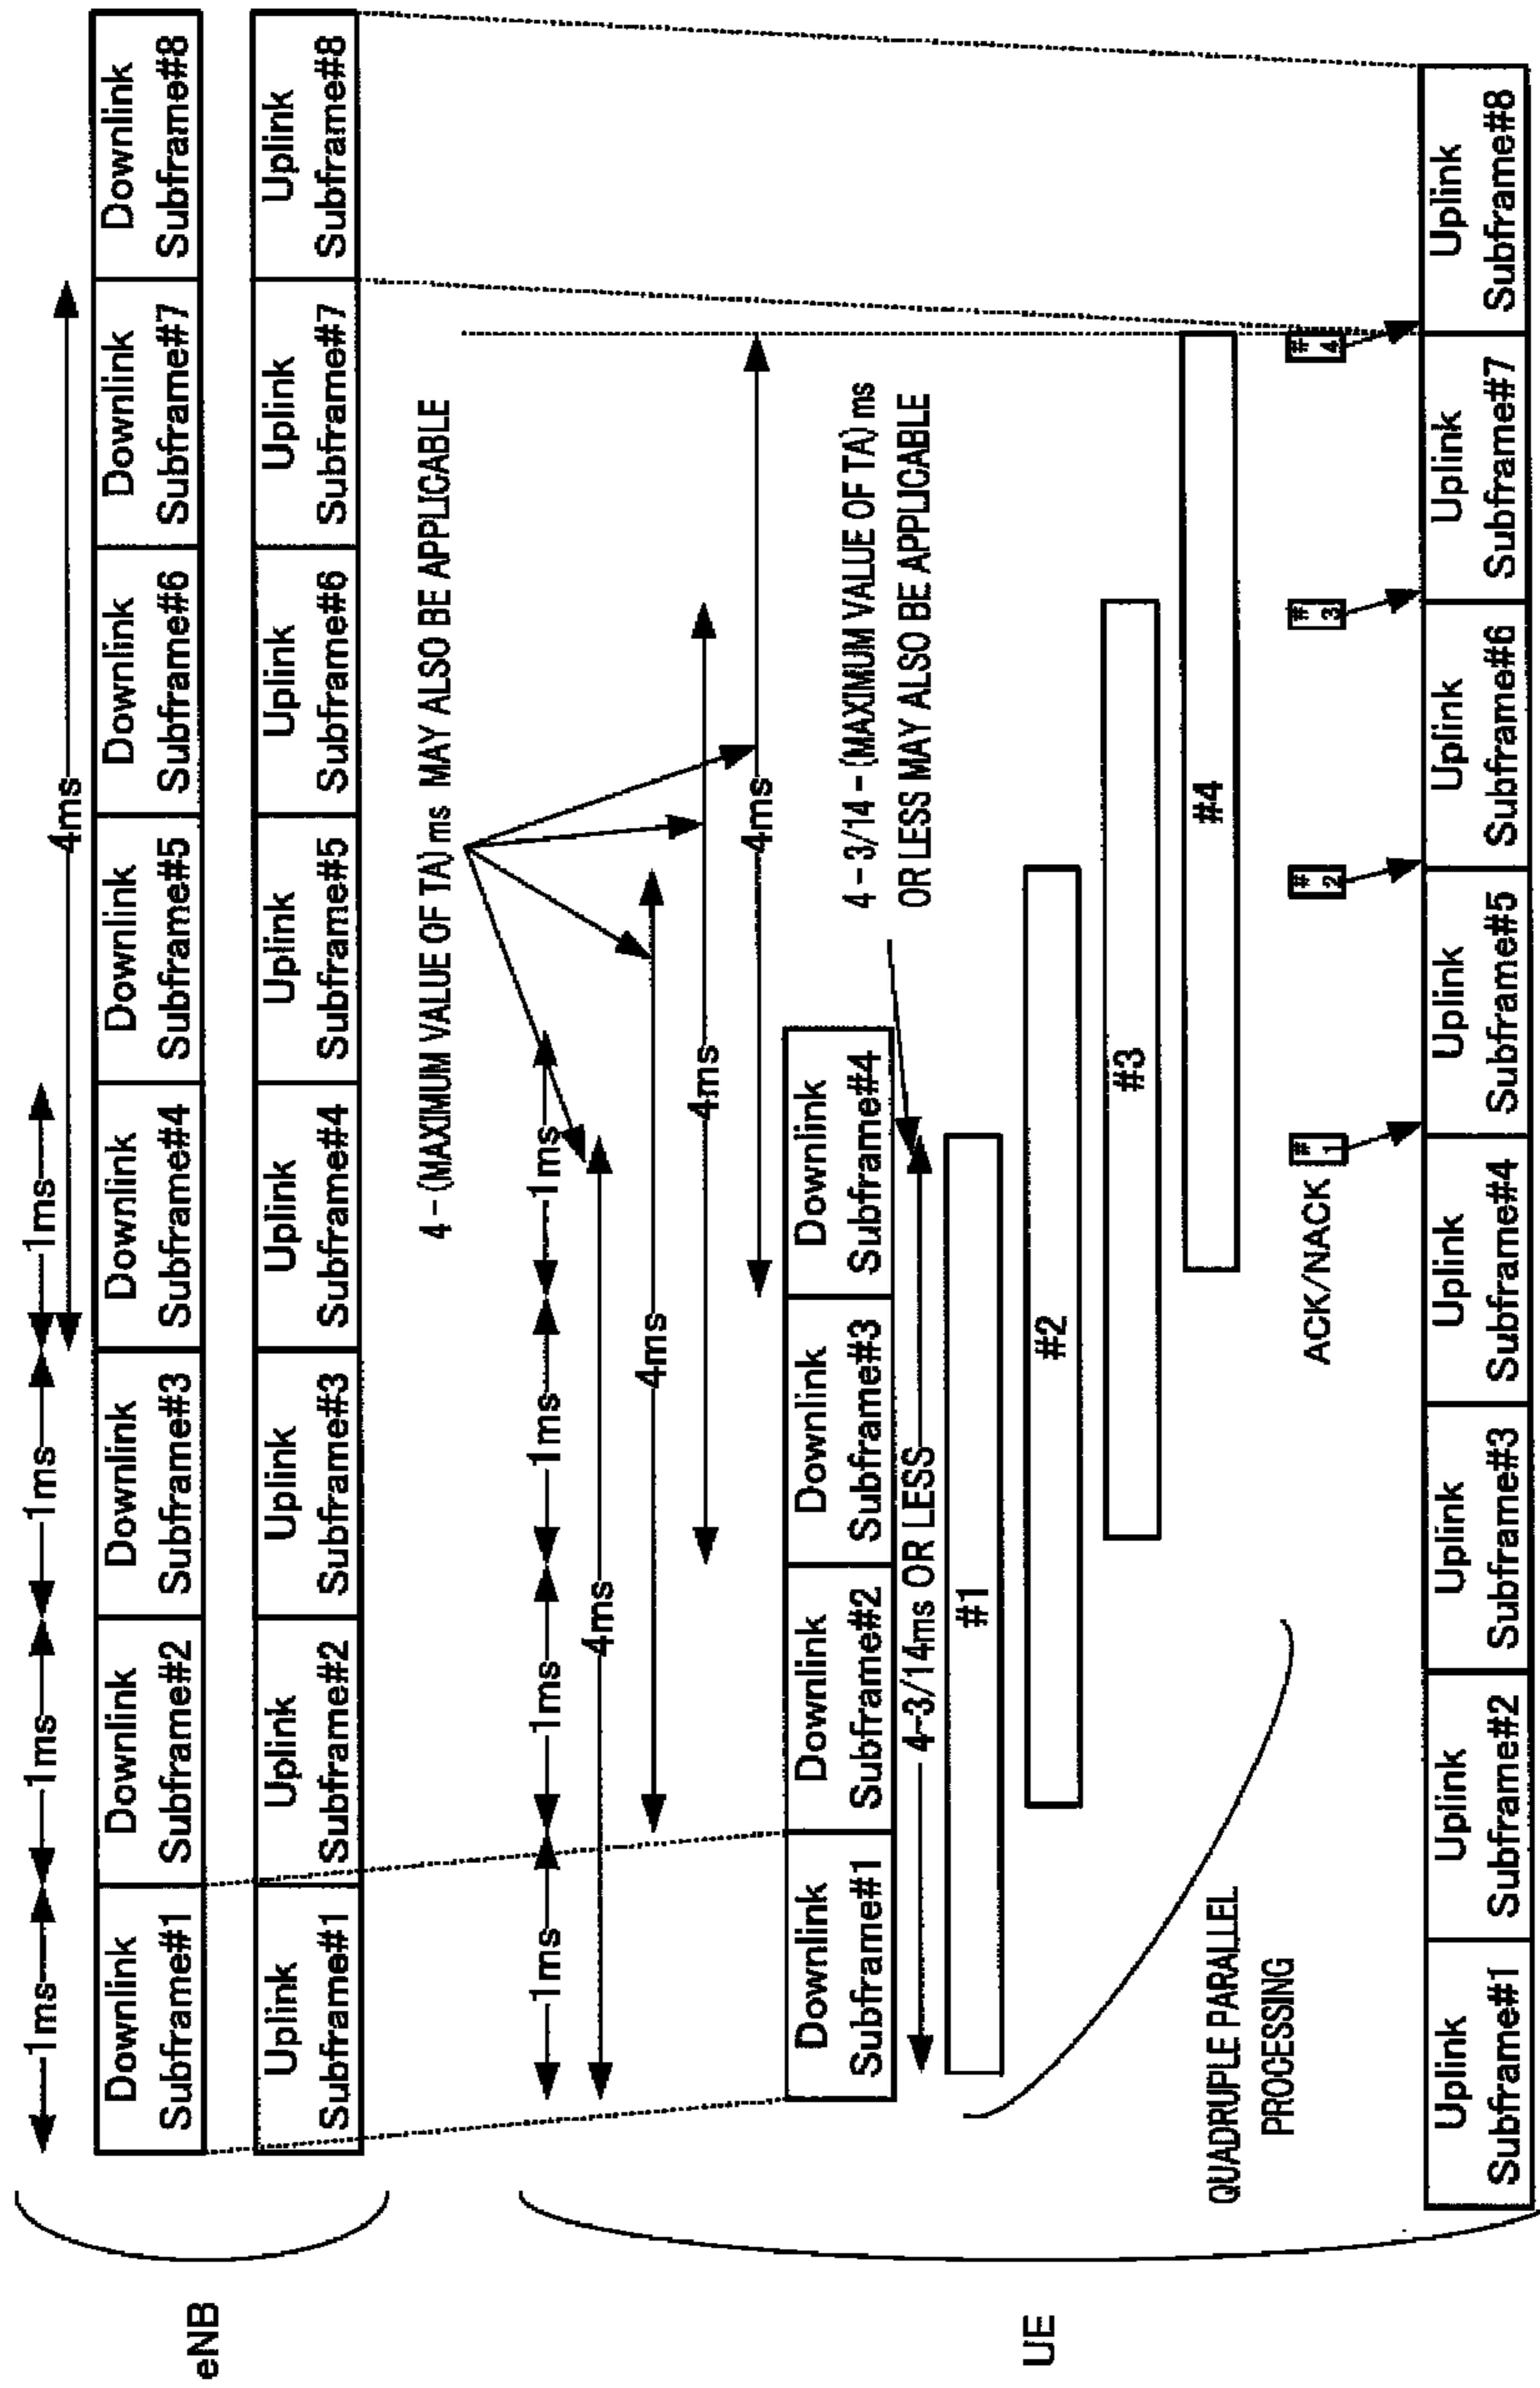 eNB
1ms
1ms
1ms
1ms
4ms
Downlink
Subframe#1
Downlink
Subframe#2
Downlink
Subframe#3
Downlink
Subframe#4
Downlink
Subframe#5
Downlink
Subframe#6
Downlink
Subframe#7
Downlink
Subframe#8
Uplink
Subframe#1
Uplink
Subframe#2
Uplink
Subframe#3
Uplink
Subframe#4
Uplink
Subframe#5
Uplink
Subframe#6
Uplink
Subframe#7
Uplink
Subframe#8
UE
4-(MAXIMUM VALUE OF TA) ms MAY ALSO BE APPLICABLE
1ms
1ms
1ms
1ms
4ms
4ms
4ms
4ms
Downlink
Subframe#1
Downlink
Subframe#2
Downlink
Subframe#3
Downlink
Subframe#4
4-3/14-(MAXIMUM VALUE OF TA) ms
OR LESS MAY ALSO BE APPLICABLE
4-3/14ms OR LESS
#1
#2
#3
#4
QUADRUPLE PARALLEL
PROCESSING
ACK/NACK
#
1
#
2
#
3
#
4
Uplink
Subframe#1
Uplink
Subframe#2
Uplink
Subframe#3
Uplink
Subframe#4
Uplink
Subframe#5
Uplink
Subframe#6
Uplink
Subframe#7
Uplink
Subframe#8